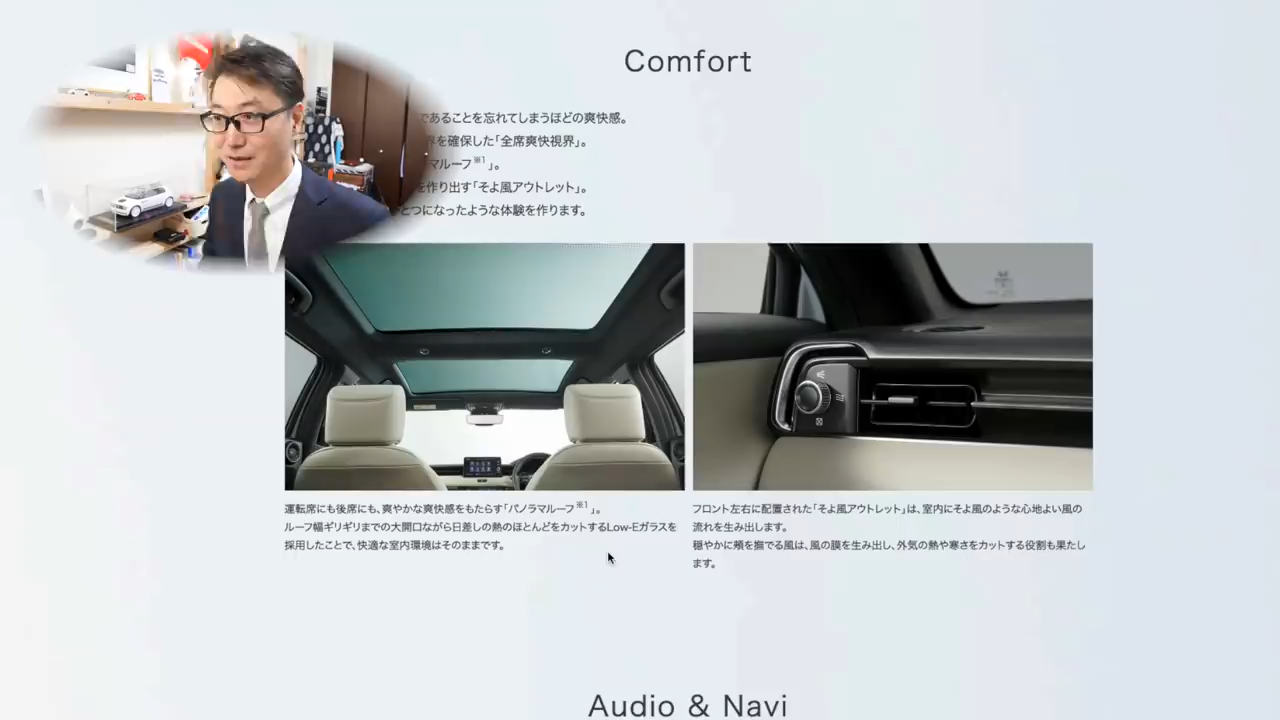 Comfort
であることを忘れてしまうほどの爽快感。
界を確保した「全席爽快視界」。
マルーフ※1」。
を作り出す「そよ風アウトレット」。
とつになったような体験を作ります。
運転席にも後席にも、爽やかな爽快感をもたらす「パノラマルーフ※1」。
ルーフ幅ギリギリまでの大開口ながら日差しの熱のほとんどをカットするLow-Eガラスを
採用したことで、快適な室内環境はそのままです。
フロント左右に配置された「そよ風アウトレット」は、室内にそよ風のような心地よい風の
流れを生み出します。
穏やかに頬を撫でる風は、風の膜を生み出し、外気の熱や寒さをカットする役割も果たし
ます。
Audio & Navi